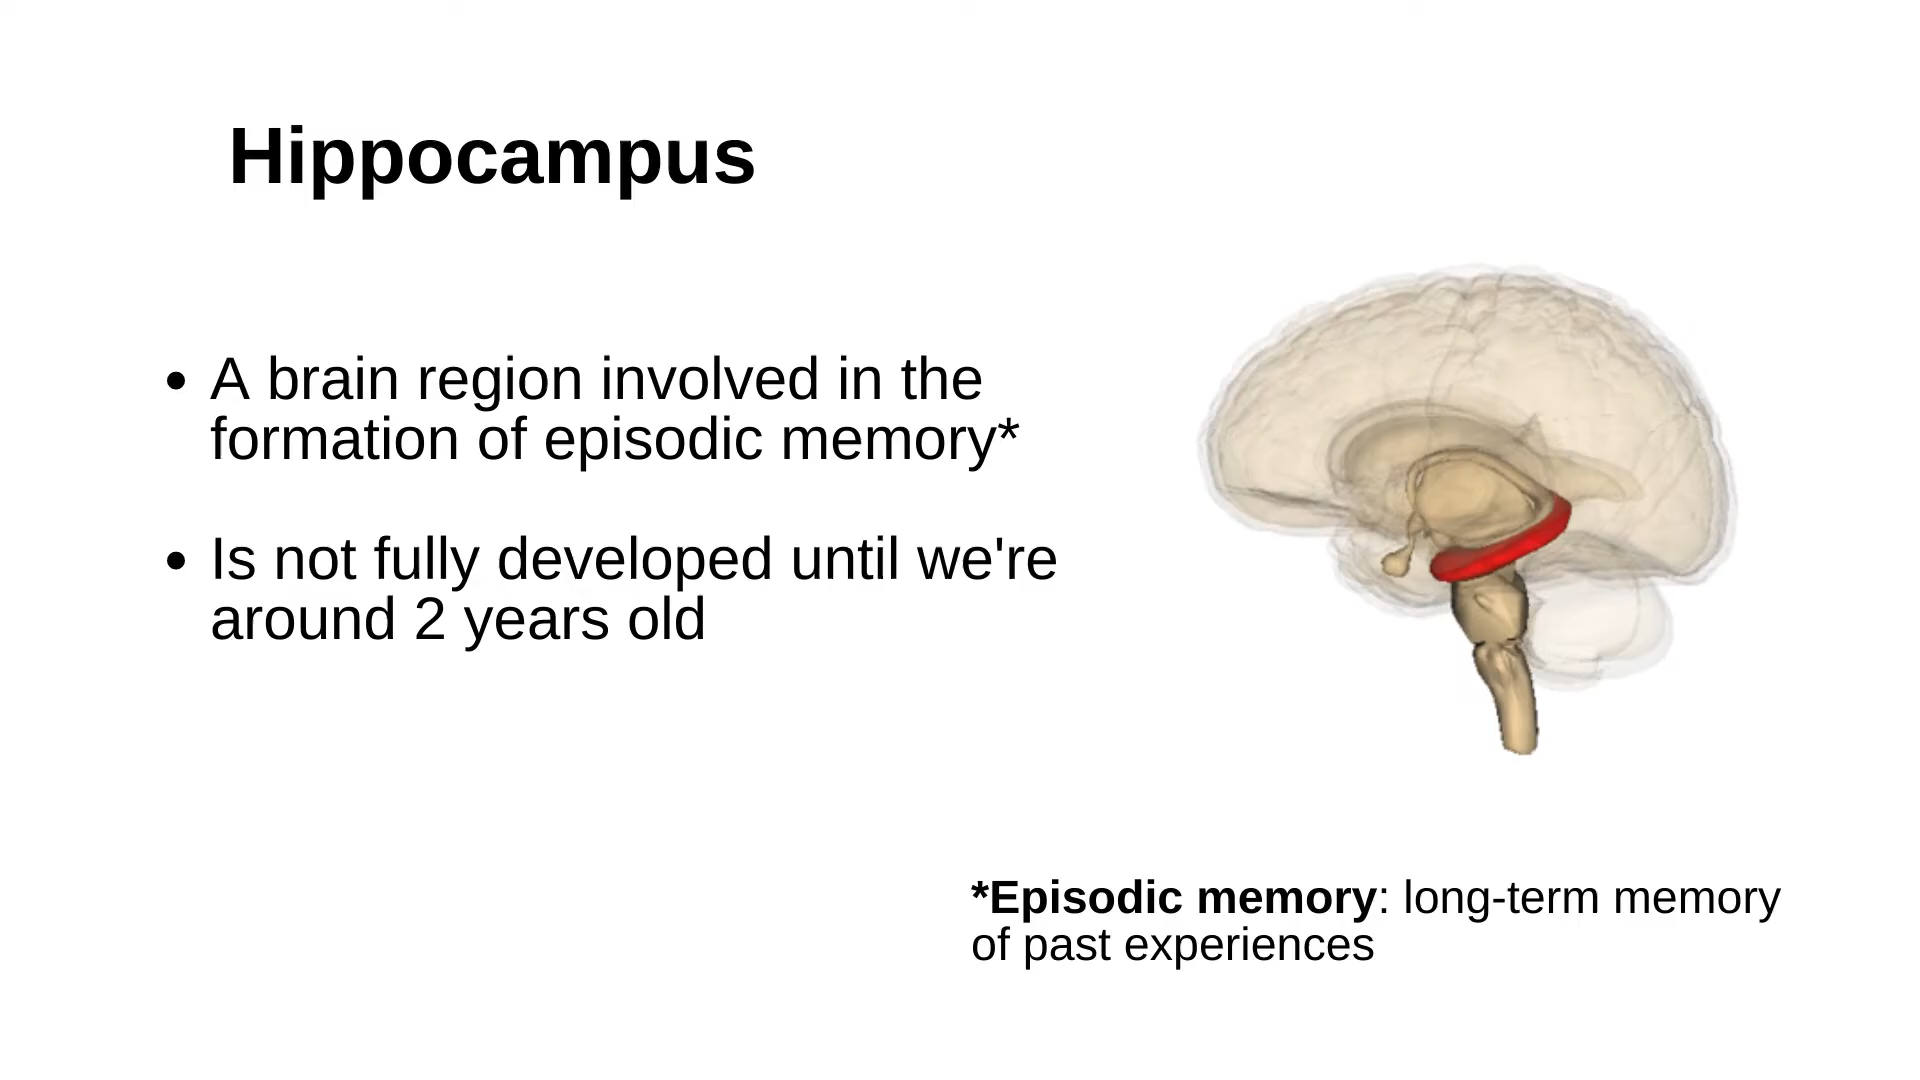 Hippocampus
• A brain region involved in the
formation of episodic memory*
• Is not fully developed until we're
around 2 years old
*Episodic memory: long-term memory
of past experiences